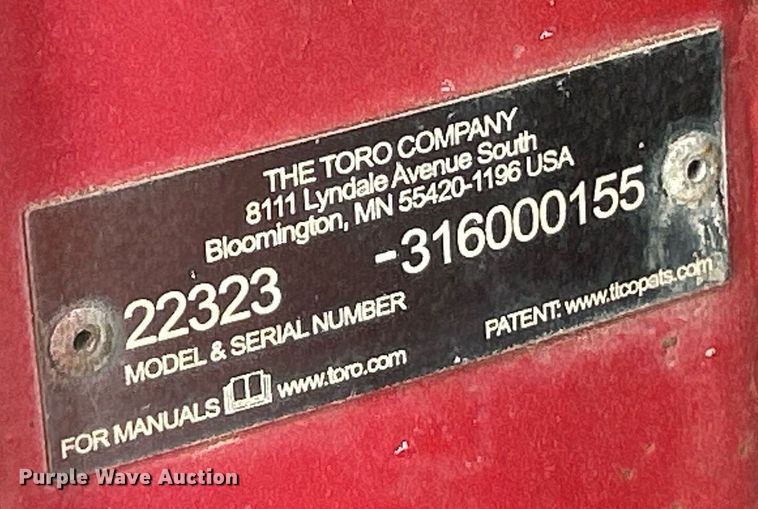 THE TORO COMPANY
8111 Lyndale Avenue South
Bloomington, MN 55420-1196 USA
22323 -316000155
MODEL & SERIAL NUMBER
FOR MANUALS www.toro.com
PATENT: www.ttcopats.com
Purple Wave Auction